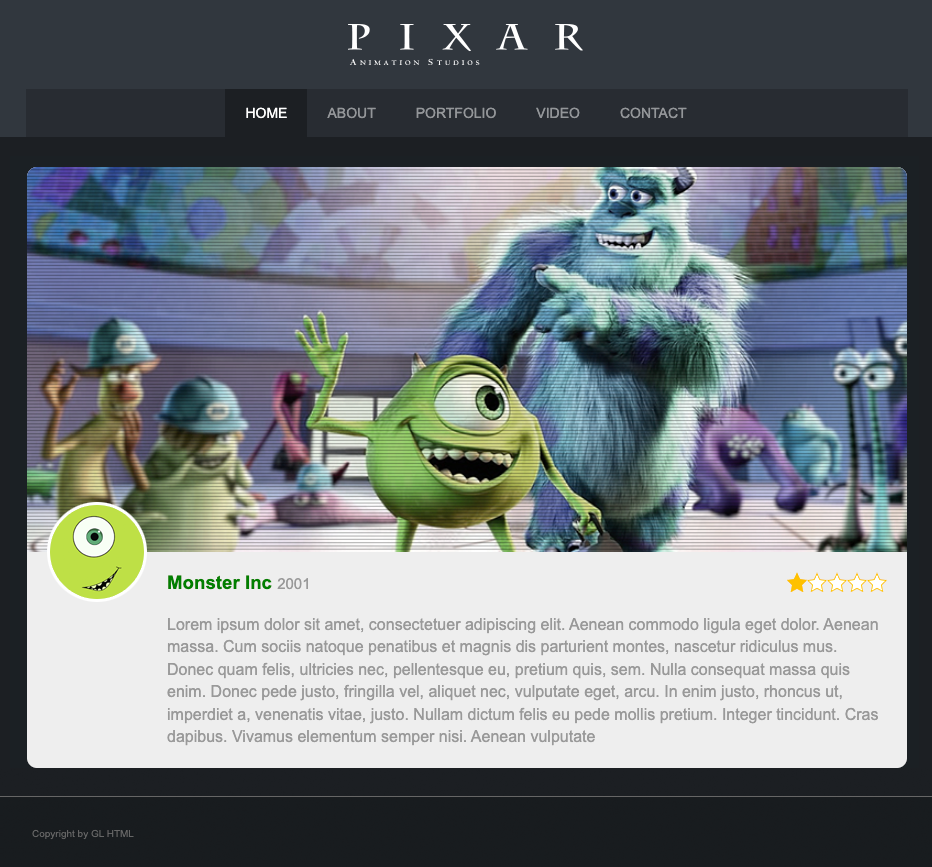 PIXAR
ANIMATION STUDIOS
HOME ABOUT PORTFOLIO VIDEO CONTACT
Monster Inc 2001
Lorem ipsum dolor sit amet, consectetuer adipiscing elit. Aenean commodo ligula eget dolor. Aenean
massa. Cum sociis natoque penatibus et magnis dis parturient montes, nascetur ridiculus mus.
Donec quam felis, ultricies nec, pellentesque eu, pretium quis, sem. Nulla consequat massa quis
enim. Donec pede justo, fringilla vel, aliquet nec, vulputate eget, arcu. In enim justo, rhoncus ut,
imperdiet a, venenatis vitae, justo. Nullam dictum felis eu pede mollis pretium. Integer tincidunt. Cras
dapibus. Vivamus elementum semper nisi. Aenean vulputate
Copyright by GL HTML